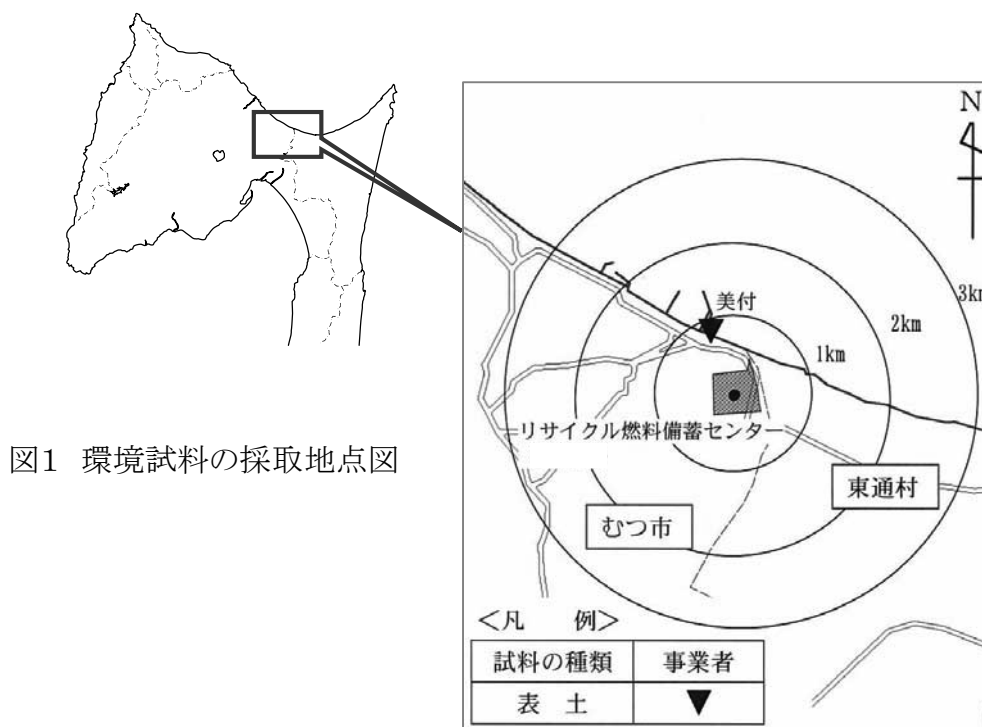 N
美付
3km
2km
1km
リサイクル燃料備蓄センター
図1 環境試料の採取地点図
東通村
むつ市
<凡 例>
試料の種類 事業者
表 土 ▼